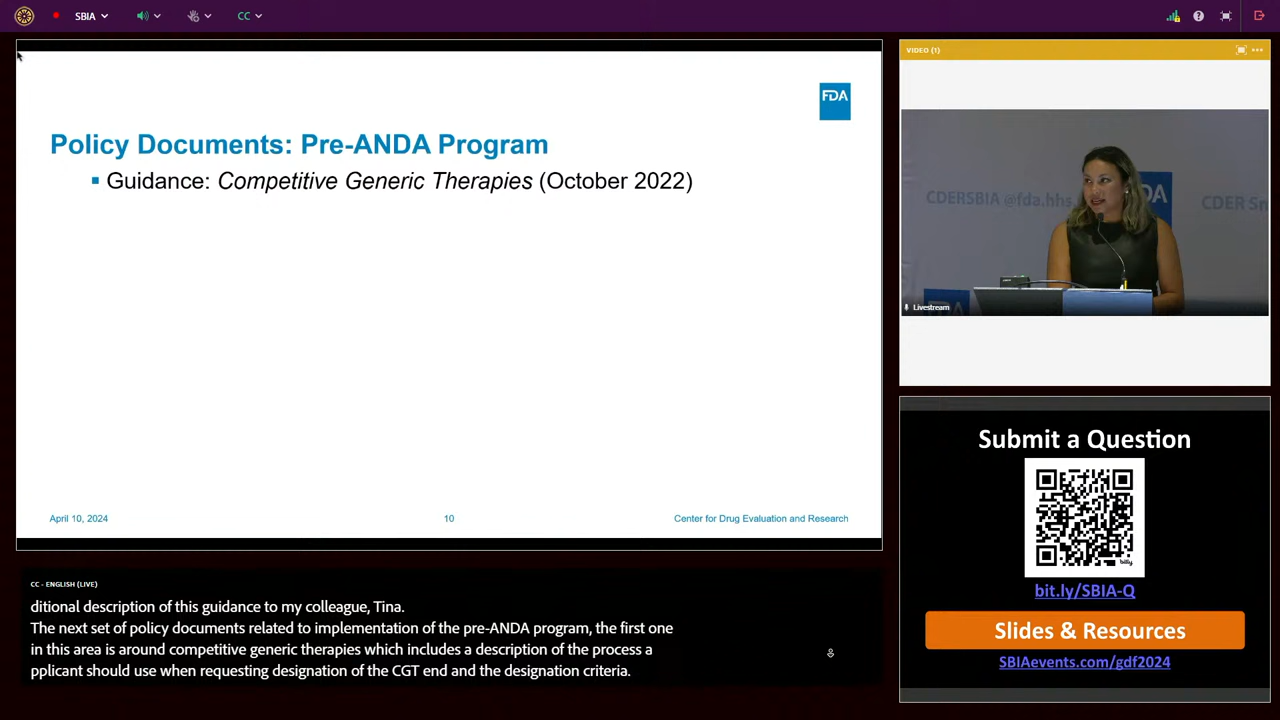 SBIA
CC
FDA
Policy Documents: Pre-ANDA Program
Guidance: Competitive Generic Therapies (October 2022)
April 10, 2024
10
Center for Drug Evaluation and Research
CC - ENGLISH (LIVE)
ditional description of this guidance to my colleague, Tina.
The next set of policy documents related to implementation of the pre-ANDA program, the first one
in this area is around competitive generic therapies which includes a description of the process a
pplicant should use when requesting designation of the CGT end and the designation criteria.
VIDEO (1)
CDERSBIA @fda.hhs.
FDA
CDER Sm
Livestream
Submit a Question
bitly
bit.ly/SBIA-Q
Slides & Resources
SBIAevents.com/gdf2024